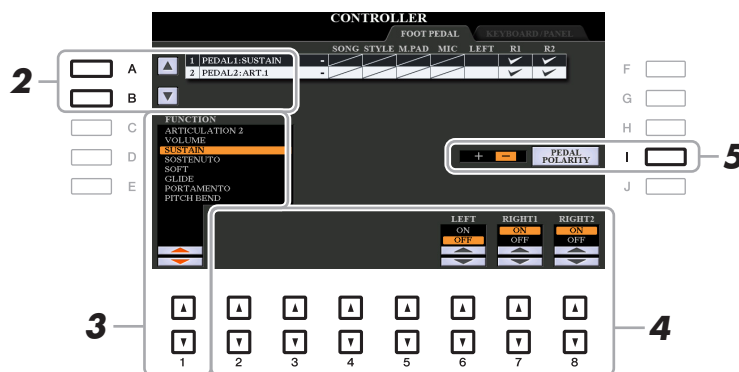 CONTROLLER
FOOT PEDAL KEYBOARD/PANEL
SONG STYLE M.PAD MIC LEFT R1 R2
1 PEDAL1:SUSTAIN -
2 PEDAL2:ART.1 -
2
A
B
C
D
E
F
G
H
I
J
FUNCTION
ARTICULATION 2
VOLUME
SUSTAIN
SOSTENUTO
SOFT
GLIDE
PORTAMENTO
PITCH BEND
+ - PEDAL POLARITY
5
LEFT RIGHT1 RIGHT2
ON ON ON
OFF OFF OFF
3
4
1 2 3 4 5 6 7 8